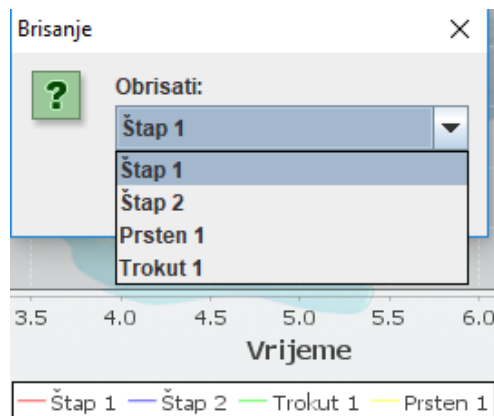 Brisanje
Obrisati:
Štap 1
Štap 1
Štap 2
Prsten 1
Trokut 1
3.5 4.0 4.5 5.0 5.5 6.0
Vrijeme
Štap 1 Štap 2 Trokut 1 Prsten 1